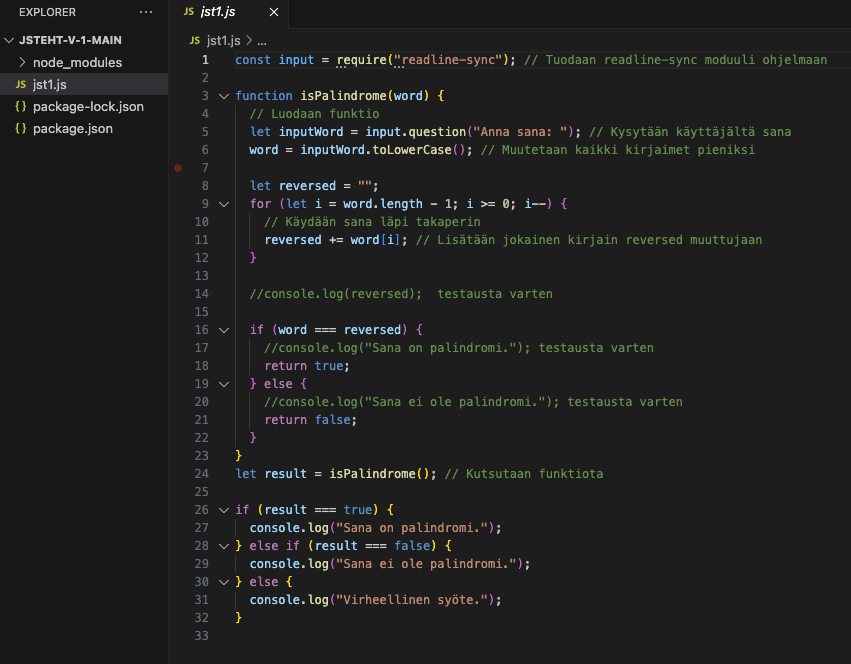 EXPLORER ···
JSTEHT-V-1-MAIN
node_modules
JS jst1.js
{} package-lock.json
{} package.json
JS jst1.js ×
JS jst1.js > ...
1 const input = require("readline-sync"); // Tuodaan readline-sync moduuli ohjelmaan
2
3 function isPalindrome(word) {
4 // Luodaan funktio
5 let inputWord = input.question("Anna sana: "); // Kysytään käyttäjältä sana
6 word = inputWord.toLowerCase(); // Muutetaan kaikki kirjaimet pieniksi
7
8 let reversed = "";
9 for (let i = word.length - 1; i >= 0; i--) {
10 // Käydään sana läpi takaperin
11 reversed += word[i]; // Lisätään jokainen kirjain reversed muuttujaan
12 }
13
14 //console.log(reversed);  testausta varten
15
16 if (word === reversed) {
17 //console.log("Sana on palindromi."); testausta varten
18 return true;
19 } else {
20 //console.log("Sana ei ole palindromi."); testausta varten
21 return false;
22 }
23 }
24 let result = isPalindrome(); // Kutsutaan funktiota
25
26 if (result === true) {
27 console.log("Sana on palindromi.");
28 } else if (result === false) {
29 console.log("Sana ei ole palindromi.");
30 } else {
31 console.log("Virheellinen syöte.");
32 }
33